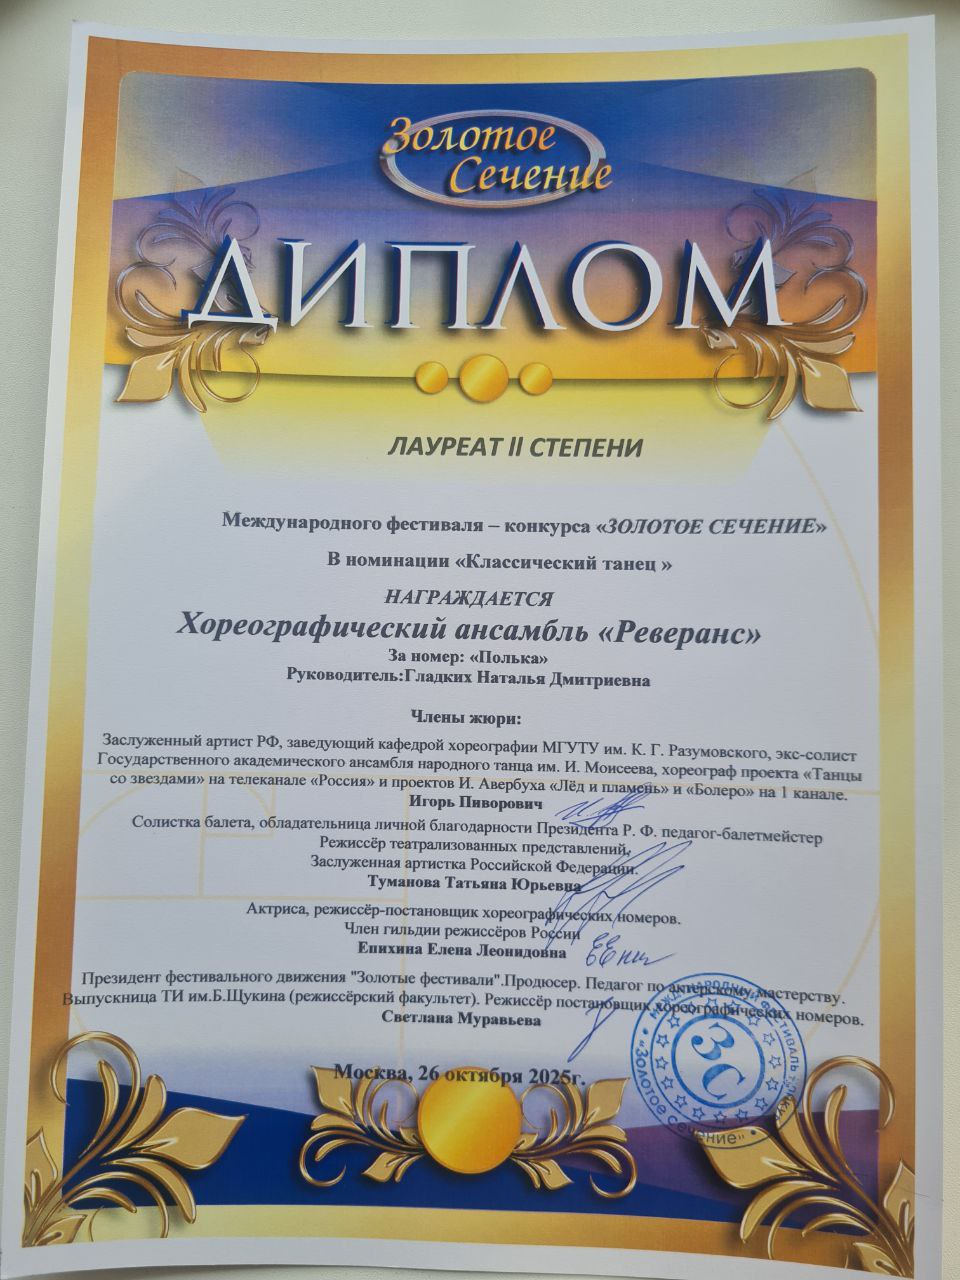 Золотое
Сечение
ДИПЛОМ
ЛАУРЕАТ II СТЕПЕНИ
Международного фестиваля – конкурса «ЗОЛОТОЕ СЕЧЕНИЕ»
В номинации «Классический танец »
НАГРАЖДАЕТСЯ
Хореографический ансамбль «Реверанс»
За номер: «Полька»
Руководитель:Гладких Наталья Дмитриевна
Члены жюри:
Заслуженный артист РФ, заведующий кафедрой хореографии МГУТУ им. К. Г. Разумовского, экс-солист
Государственного академического ансамбля народного танца им. И. Моисеева, хореограф проекта «Танцы
со звездами» на телеканале «Россия» и проектов И. Авербуха «Лёд и пламень» и «Болеро» на 1 канале.
Игорь Пиворович
Солистка балета, обладательница личной благодарности Президента Р. Ф. педагог-балетмейстер
Режиссёр театрализованных представлений,
Заслуженная артистка Российской Федерации.
Туманова Татьяна Юрьевна
Актриса, режиссёр-постановщик хореографических номеров.
Член гильдии режиссёров России
Епихина Елена Леонидовна
Президент фестивального движения "Золотые фестивали".Продюсер. Педагог по актерскому мастерству.
Выпускница ТИ им.Б.Щукина (режиссёрский факультет). Режиссёр постановщик хореографических номеров.
Светлана Муравьева
Москва, 26 октября 2025г.
МЕЖДУНАРОДНЫЙ ФЕСТИВАЛЬ
«Золотое сечение»
ЗС